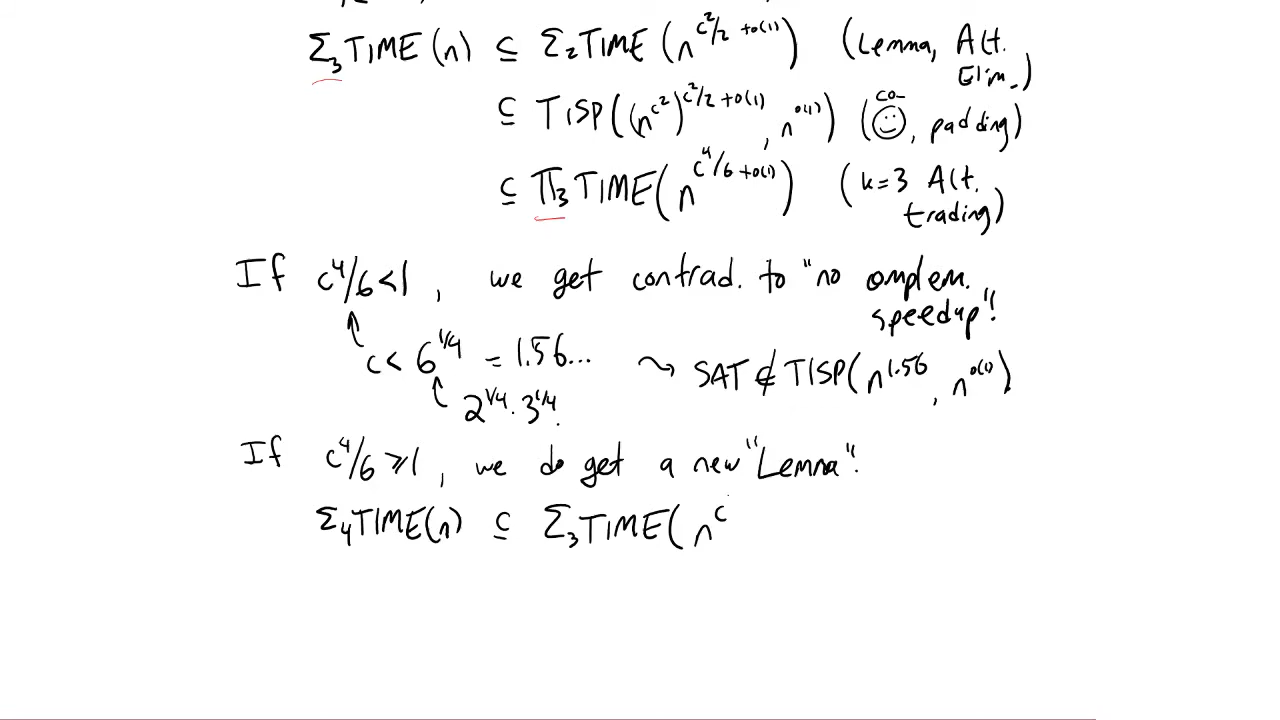 Σ₃TIME(n) ⊆ Σ₂TIME(n^{c²/2 + o(1)}) (Lemma, Alt. Elim.)
⊆ TISP((n^{c²})^{c²/2 + o(1)}, n^{o(1)}) (co-☺, padding)
⊆ Π₃TIME(n^{c⁴/6 + o(1)}) (k=3 Alt. trading)
If c⁴/6 < 1, we get contrad. to "no omplem. speedup"!
c < 6^{1/4} = 1.56... ⇝ SAT ∉ TISP(n^{1.56}, n^{o(1)})
2^{1/4} · 3^{1/4}.
If c⁴/6 ≥ 1, we do get a new "Lemma":
Σ₄TIME(n) ⊆ Σ₃TIME(n^c